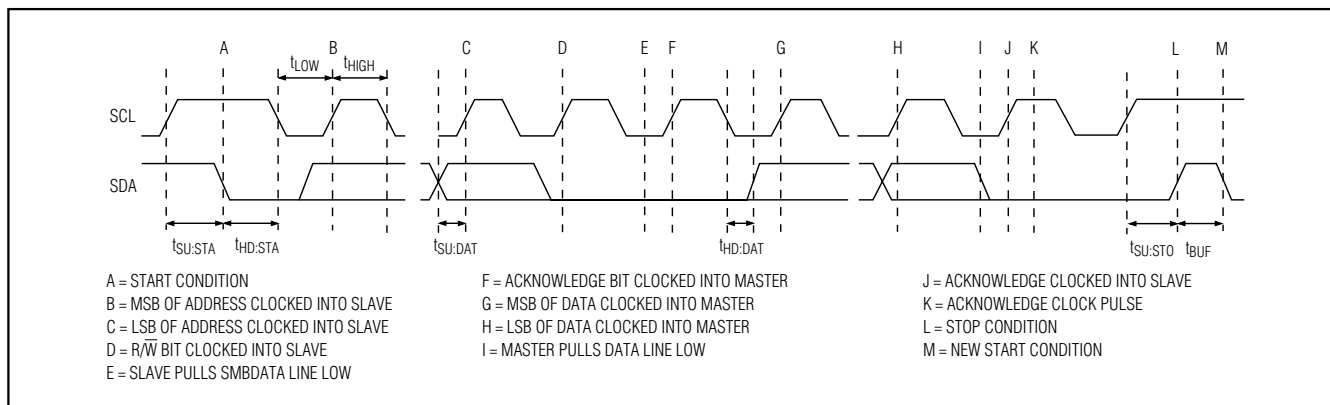 A B C D E F G H I J K L M
tLOW tHIGH
SCL
SDA
tSU:STA tHD:STA tSU:DAT tHD:DAT tSU:STO tBUF
A = START CONDITION
B = MSB OF ADDRESS CLOCKED INTO SLAVE
C = LSB OF ADDRESS CLOCKED INTO SLAVE
D = R/W̅ BIT CLOCKED INTO SLAVE
E = SLAVE PULLS SMBDATA LINE LOW
F = ACKNOWLEDGE BIT CLOCKED INTO MASTER
G = MSB OF DATA CLOCKED INTO MASTER
H = LSB OF DATA CLOCKED INTO MASTER
I = MASTER PULLS DATA LINE LOW
J = ACKNOWLEDGE CLOCKED INTO SLAVE
K = ACKNOWLEDGE CLOCK PULSE
L = STOP CONDITION
M = NEW START CONDITION